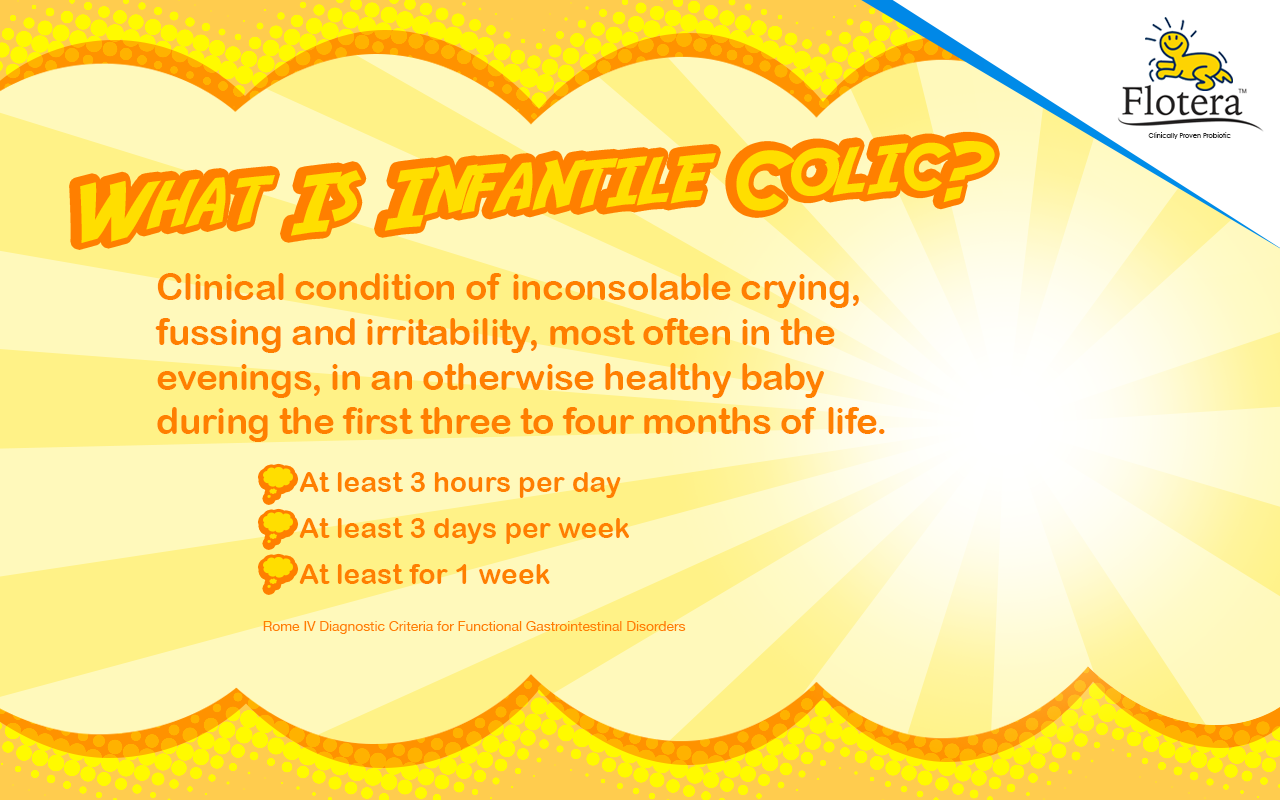 Flotera™
Clinically Proven Probiotic
What Is Infantile Colic?
Clinical condition of inconsolable crying,
fussing and irritability, most often in the
evenings, in an otherwise healthy baby
during the first three to four months of life.
At least 3 hours per day
At least 3 days per week
At least for 1 week
Rome IV Diagnostic Criteria for Functional Gastrointestinal Disorders